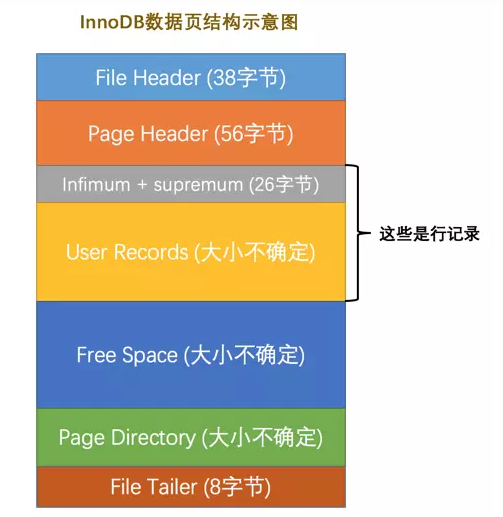 InnoDB数据页结构示意图
File Header (38字节)
Page Header (56字节)
Infimum + supremum (26字节)
这些是行记录
User Records (大小不确定)
Free Space (大小不确定)
Page Directory (大小不确定)
File Tailer (8字节)